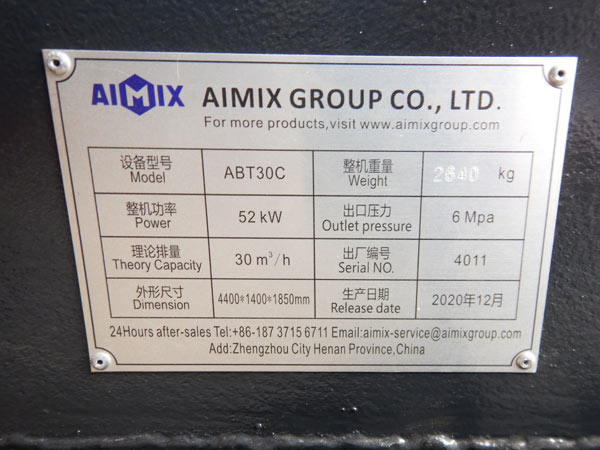 AIMIX AIMIX GROUP CO., LTD.
For more products,visit www.aimixgroup.com
设备型号 Model ABT30C 整机重量 Weight 2640 kg
整机功率 Power 52 kW 出口压力 Outlet pressure 6 Mpa
理论排量 Theory Capacity 30 m³/h 出厂编号 Serial NO. 4011
外形尺寸 Dimension 4400*1400*1850mm 生产日期 Release date 2020年12月
24Hours after-sales Tel:+86-187 3715 6711 Email:aimix-service@aimixgroup.com
Add:Zhengzhou City Henan Province,China